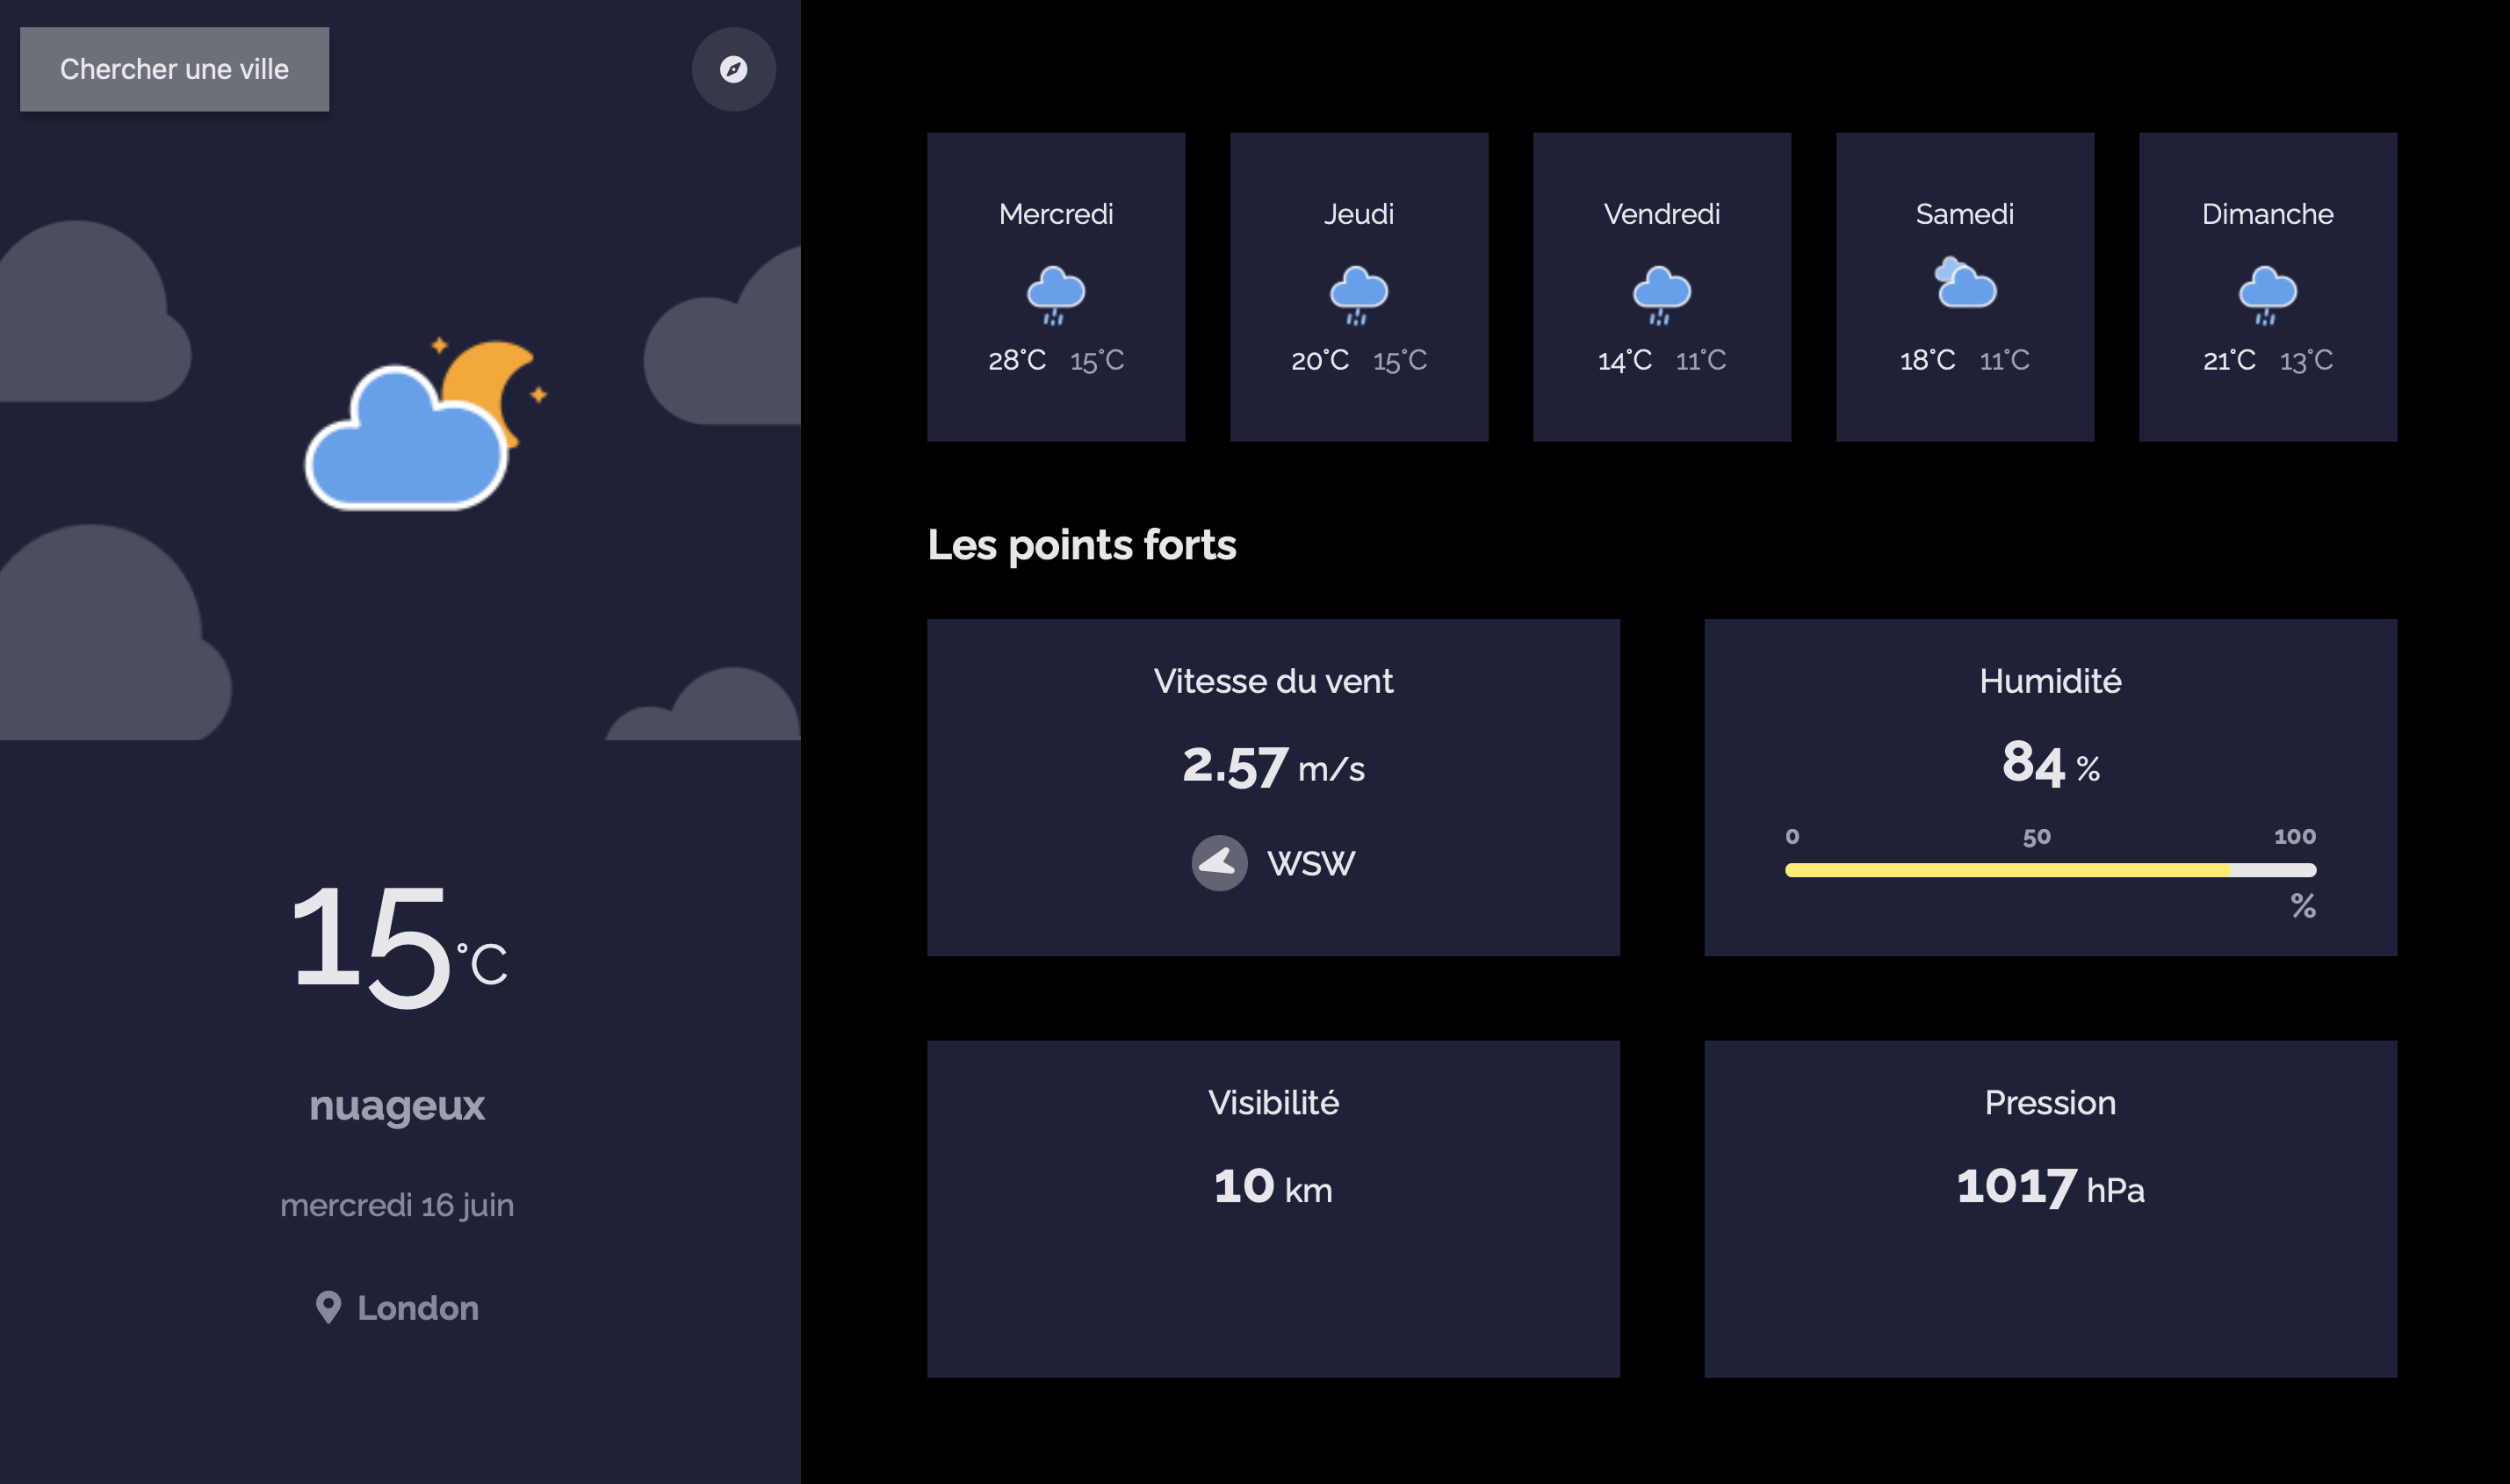 Chercher une ville
15°C
nuageux
mercredi 16 juin
London
Mercredi
28°C 15°C
Jeudi
20°C 15°C
Vendredi
14°C 11°C
Samedi
18°C 11°C
Dimanche
21°C 13°C
Les points forts
Vitesse du vent
2.57 m/s
WSW
Humidité
84 %
0 50 100
%
Visibilité
10 km
Pression
1017 hPa